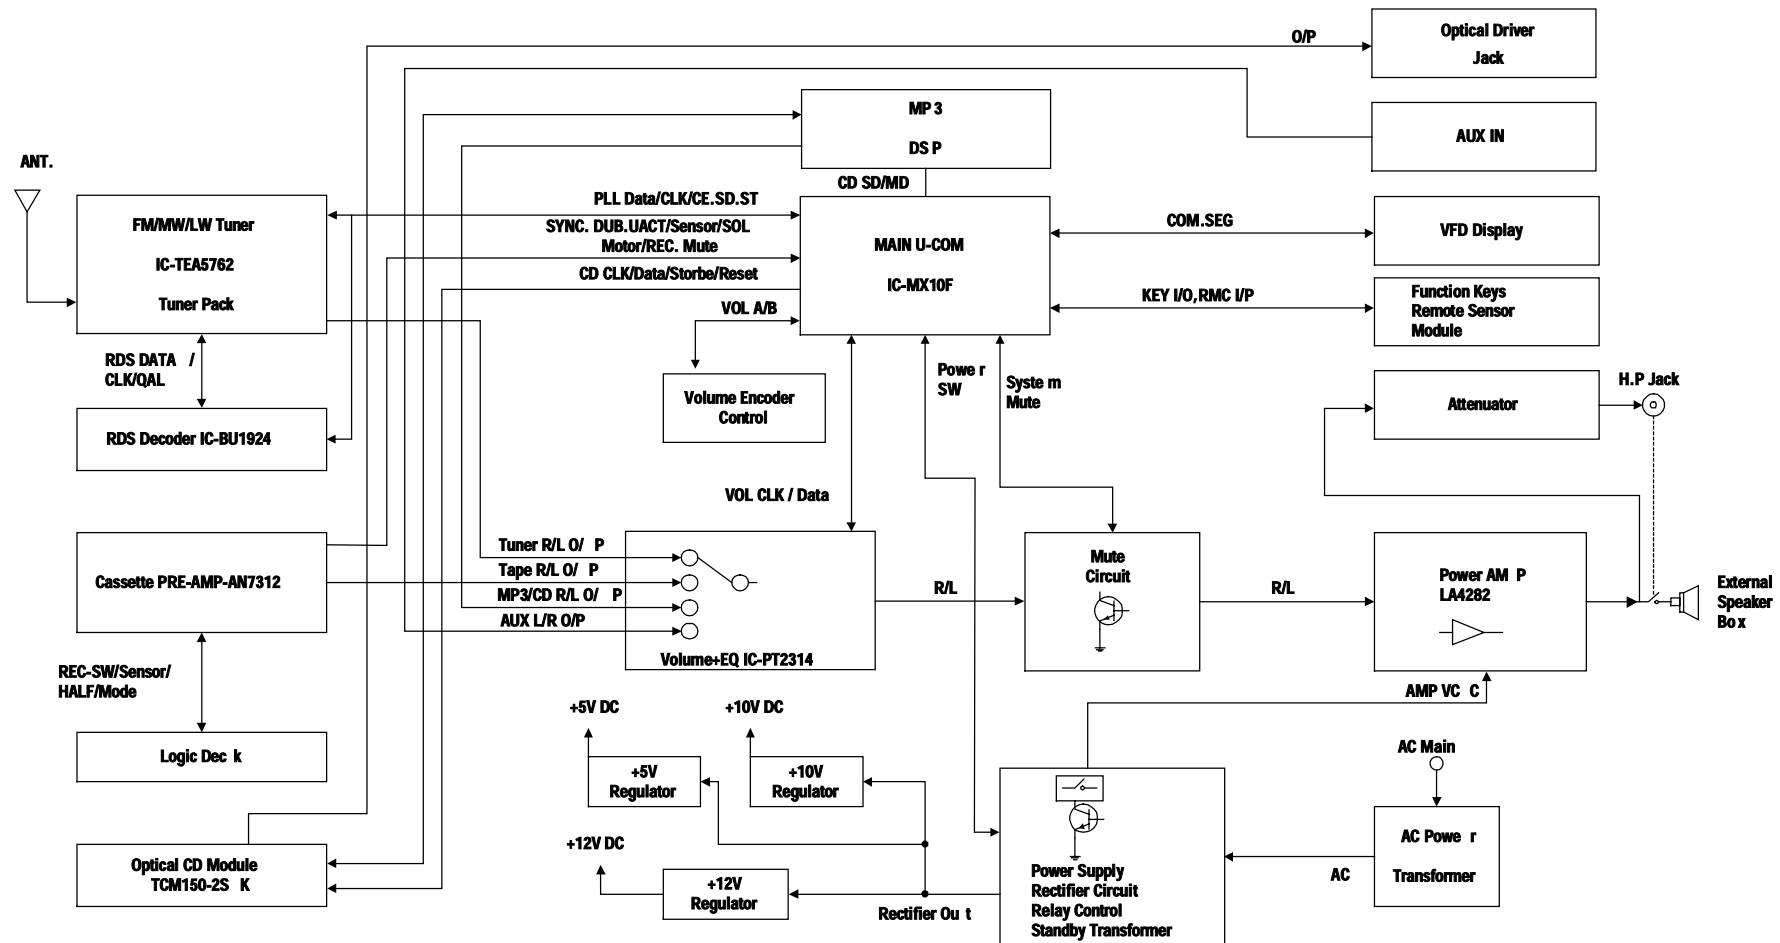 O/P
Optical Driver
Jack
MP 3
DS P
AUX IN
ANT.
CD SD/MD
PLL Data/CLK/CE.SD.ST
FM/MW/LW Tuner
IC-TEA5762
Tuner Pack
SYNC. DUB.UACT/Sensor/SOL
Motor/REC. Mute
CD CLK/Data/Storbe/Reset
MAIN U-COM
IC-MX10F
COM.SEG
VFD Display
KEY I/O,RMC I/P
Function Keys
Remote Sensor
Module
VOL A/B
RDS DATA /
CLK/QAL
Powe r
SW
Syste m
Mute
Volume Encoder
Control
Attenuator
H.P Jack
RDS Decoder IC-BU1924
VOL CLK / Data
Tuner R/L O/ P
Tape R/L O/ P
MP3/CD R/L O/ P
AUX L/R O/P
Volume+EQ IC-PT2314
Cassette PRE-AMP-AN7312
R/L
Mute
Circuit
R/L
Power AM P
LA4282
External
Speaker
Bo x
REC-SW/Sensor/
HALF/Mode
AMP VC C
+5V DC
+10V DC
Logic Dec k
+5V
Regulator
+10V
Regulator
AC Main
+12V DC
AC Powe r
Transformer
Optical CD Module
TCM150-2S K
+12V
Regulator
Rectifier Ou t
Power Supply
Rectifier Circuit
Relay Control
Standby Transformer
AC